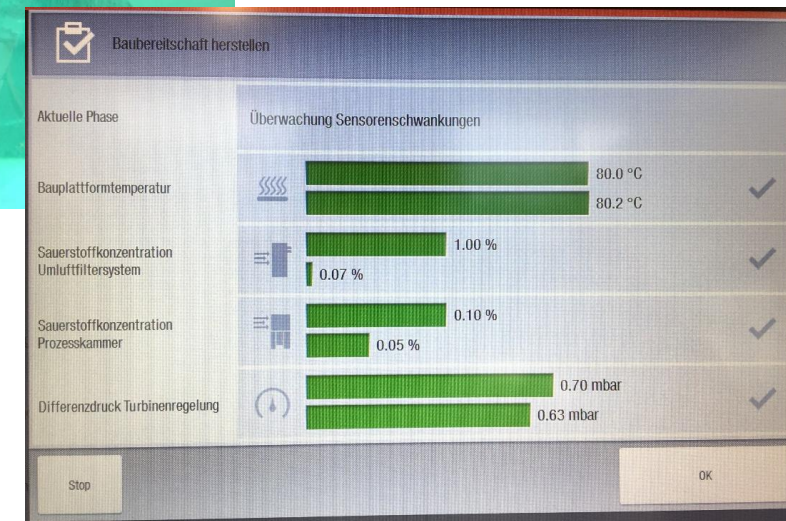 Baubereitschaft herstellen
Aktuelle Phase
Überwachung Sensorenschwankungen
Bauplattformtemperatur
80.0 °C
80.2 °C
Sauerstoffkonzentration
Umluftfiltersystem
1.00 %
0.07 %
Sauerstoffkonzentration
Prozesskammer
0.10 %
0.05 %
Differenzdruck Turbinenregelung
0.70 mbar
0.63 mbar
Stop
OK